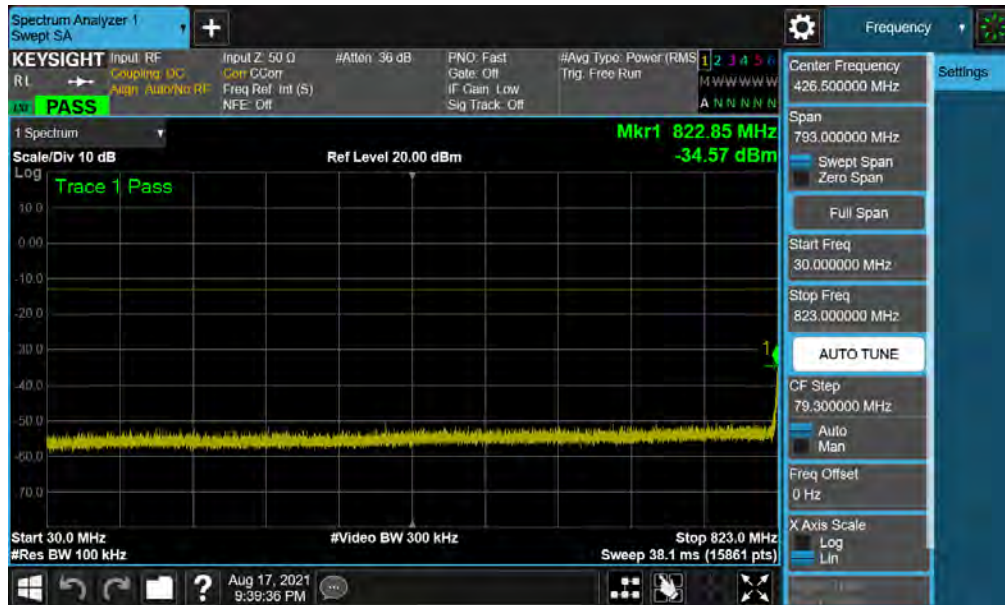 Spectrum Analyzer 1
Swept SA
+
Frequency
KEYSIGHT
Input: RF
Coupling: DC
Align: Auto/No RF
Input Z: 50 Ω
Corr CCorr
Freq Ref: Int (S)
NFE: Off
#Atten: 36 dB
PNO: Fast
Gate: Off
IF Gain: Low
Sig Track: Off
#Avg Type: Power (RMS
Trig: Free Run
1 2 3 4 5 6
M W W W W W
A N N N N N
RL
PASS
Center Frequency
426.500000 MHz
Settings
Span
793.000000 MHz
Swept Span
Zero Span
Full Span
Start Freq
30.000000 MHz
Stop Freq
823.000000 MHz
AUTO TUNE
CF Step
79.300000 MHz
Auto
Man
Freq Offset
0 Hz
X Axis Scale
Log
Lin
1 Spectrum
Mkr1 822.85 MHz
-34.57 dBm
Scale/Div 10 dB
Ref Level 20.00 dBm
Log
Trace 1 Pass
10.0
0.00
-10.0
-20.0
-30.0
-40.0
-50.0
-60.0
-70.0
1
Start 30.0 MHz
#Video BW 300 kHz
Stop 823.0 MHz
#Res BW 100 kHz
Sweep 38.1 ms (15861 pts)
?
Aug 17, 2021
9:39:36 PM